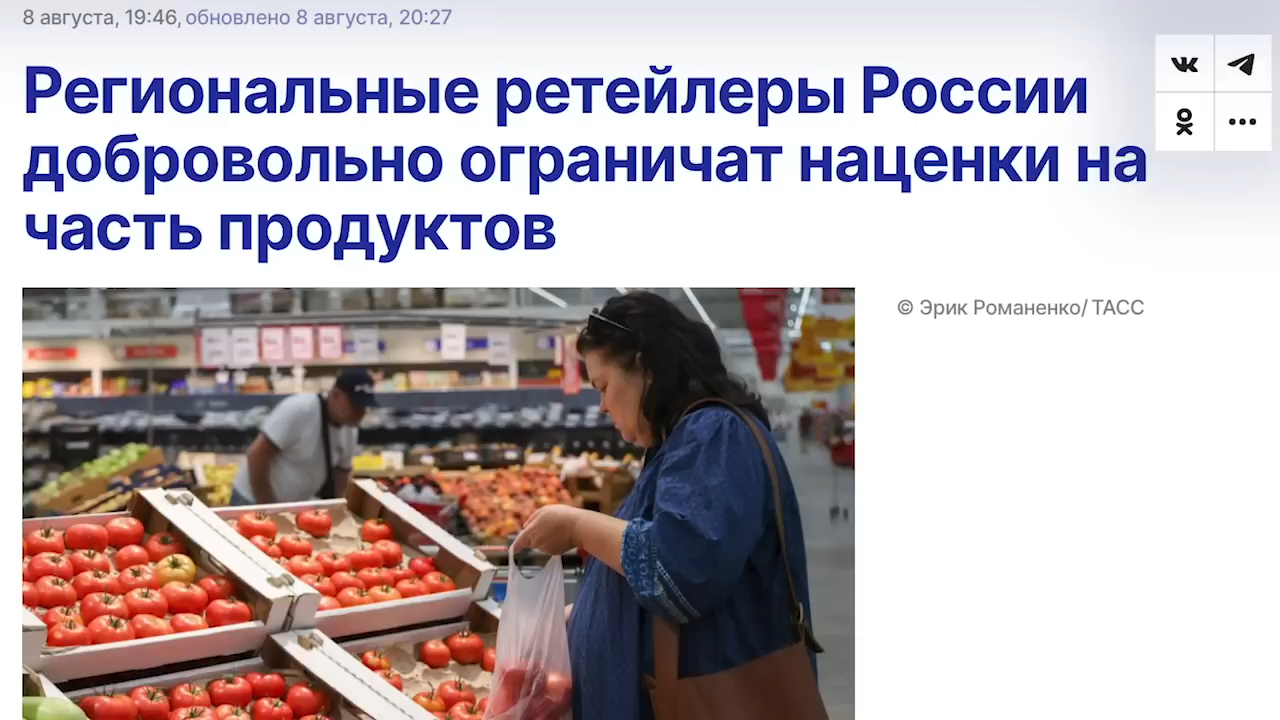 8 августа, 19:46, обновлено 8 августа, 20:27
Региональные ретейлеры России
добровольно ограничат наценки на
часть продуктов
© Эрик Романенко/ ТАСС